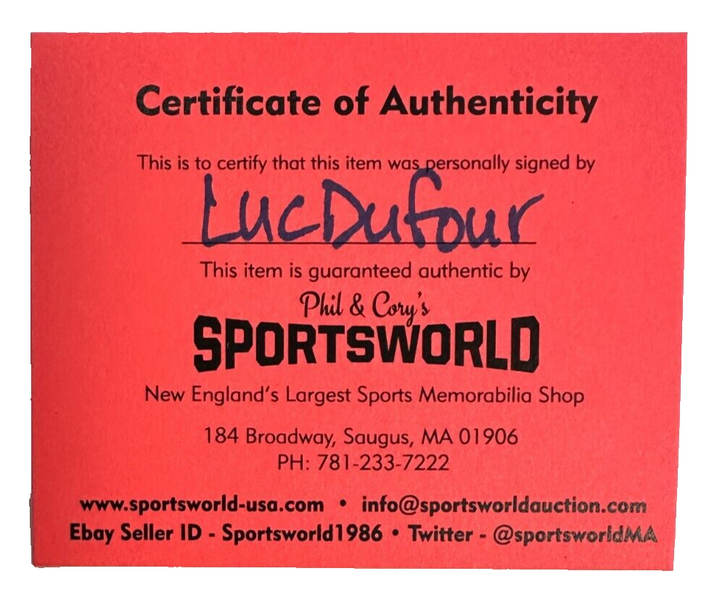 Certificate of Authenticity
This is to certify that this item was personally signed by
Luc Dufour
This item is guaranteed authentic by
Phil & Cory's
SPORTSWORLD
New England's Largest Sports Memorabilia Shop
184 Broadway, Saugus, MA 01906
PH: 781-233-7222
www.sportsworld-usa.com • info@sportsworldauction.com
Ebay Seller ID - Sportsworld1986 • Twitter - @sportsworldMA